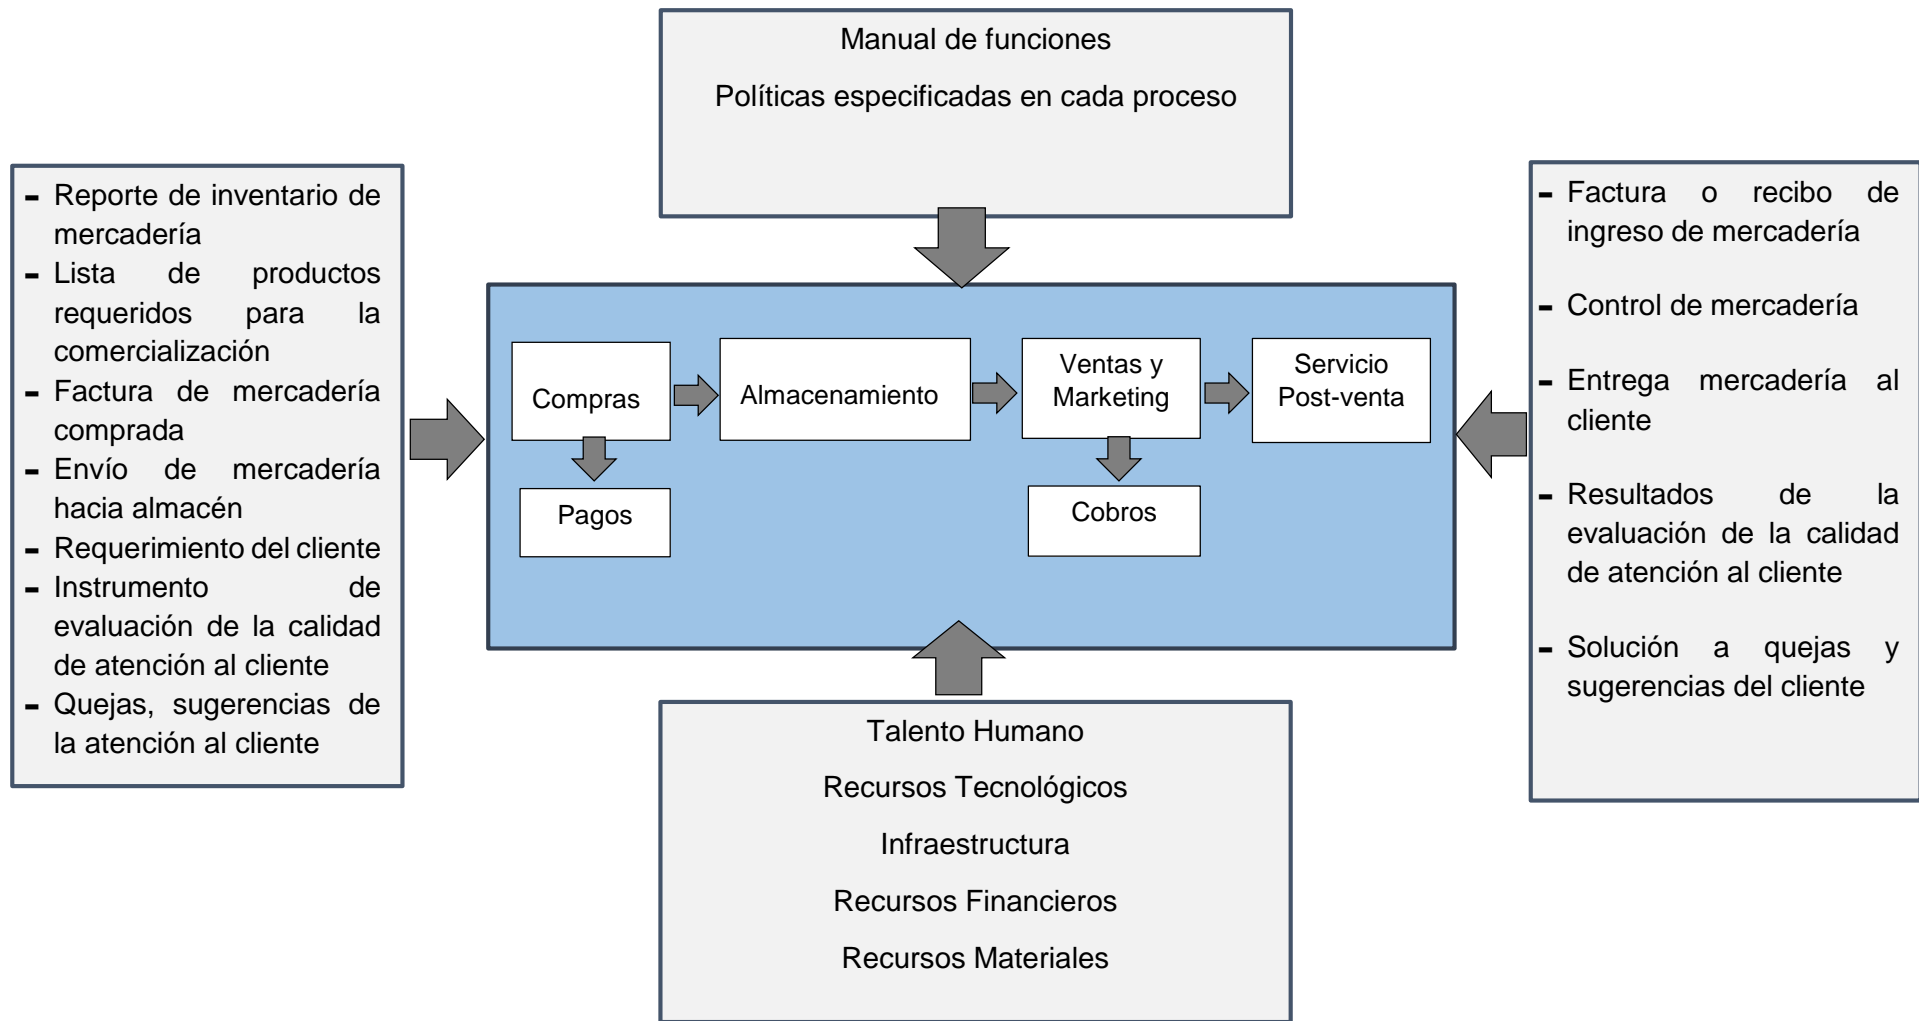 Manual de funciones
Políticas especificadas en cada proceso
- Reporte de inventario de
mercadería
- Lista de productos
requeridos para la
comercialización
- Factura de mercadería
comprada
- Envío de mercadería
hacia almacén
- Requerimiento del cliente
- Instrumento de
evaluación de la calidad
de atención al cliente
- Quejas, sugerencias de
la atención al cliente
Compras
Almacenamiento
Ventas y
Marketing
Servicio
Post-venta
Pagos
Cobros
- Factura o recibo de
ingreso de mercadería
- Control de mercadería
- Entrega mercadería al
cliente
- Resultados de la
evaluación de la calidad
de atención al cliente
- Solución a quejas y
sugerencias del cliente
Talento Humano
Recursos Tecnológicos
Infraestructura
Recursos Financieros
Recursos Materiales